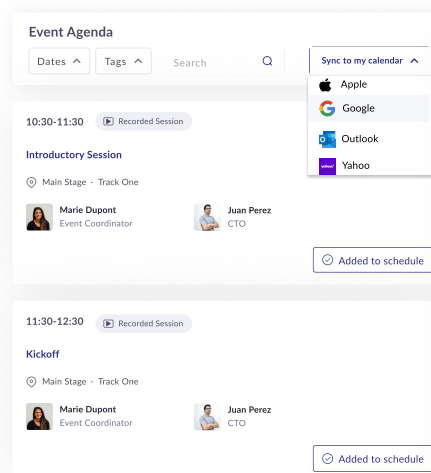 Event Agenda
Dates Tags Search Sync to my calendar
Apple
Google
Outlook
yahoo! Yahoo
10:30-11:30 Recorded Session
Introductory Session
Main Stage - Track One
Marie Dupont Juan Perez
Event Coordinator CTO
Added to schedule
11:30-12:30 Recorded Session
Kickoff
Main Stage - Track One
Marie Dupont Juan Perez
Event Coordinator CTO
Added to schedule